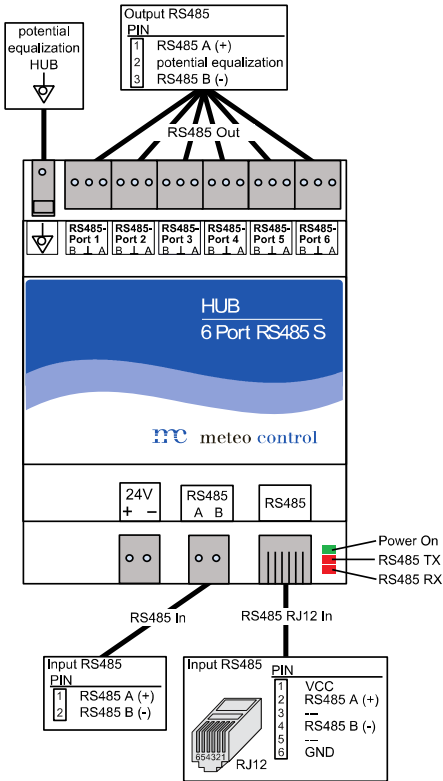 potential
equalization
HUB
Output RS485
PIN
1 RS485 A (+)
2 potential equalization
3 RS485 B (-)
RS485 Out
RS485-Port 1
B ⊥ A
RS485-Port 2
B ⊥ A
RS485-Port 3
B ⊥ A
RS485-Port 4
B ⊥ A
RS485-Port 5
B ⊥ A
RS485-Port 6
B ⊥ A
HUB
6 Port RS485 S
mc meteo control
24V
+ −
RS485
A B
RS485
Power On
RS485 TX
RS485 RX
RS485 In
RS485 RJ12 In
Input RS485
PIN
1 RS485 A (+)
2 RS485 B (-)
Input RS485
PIN
1 VCC
2 RS485 A (+)
3 ---
4 RS485 B (-)
5 ---
6 GND
654321
RJ12